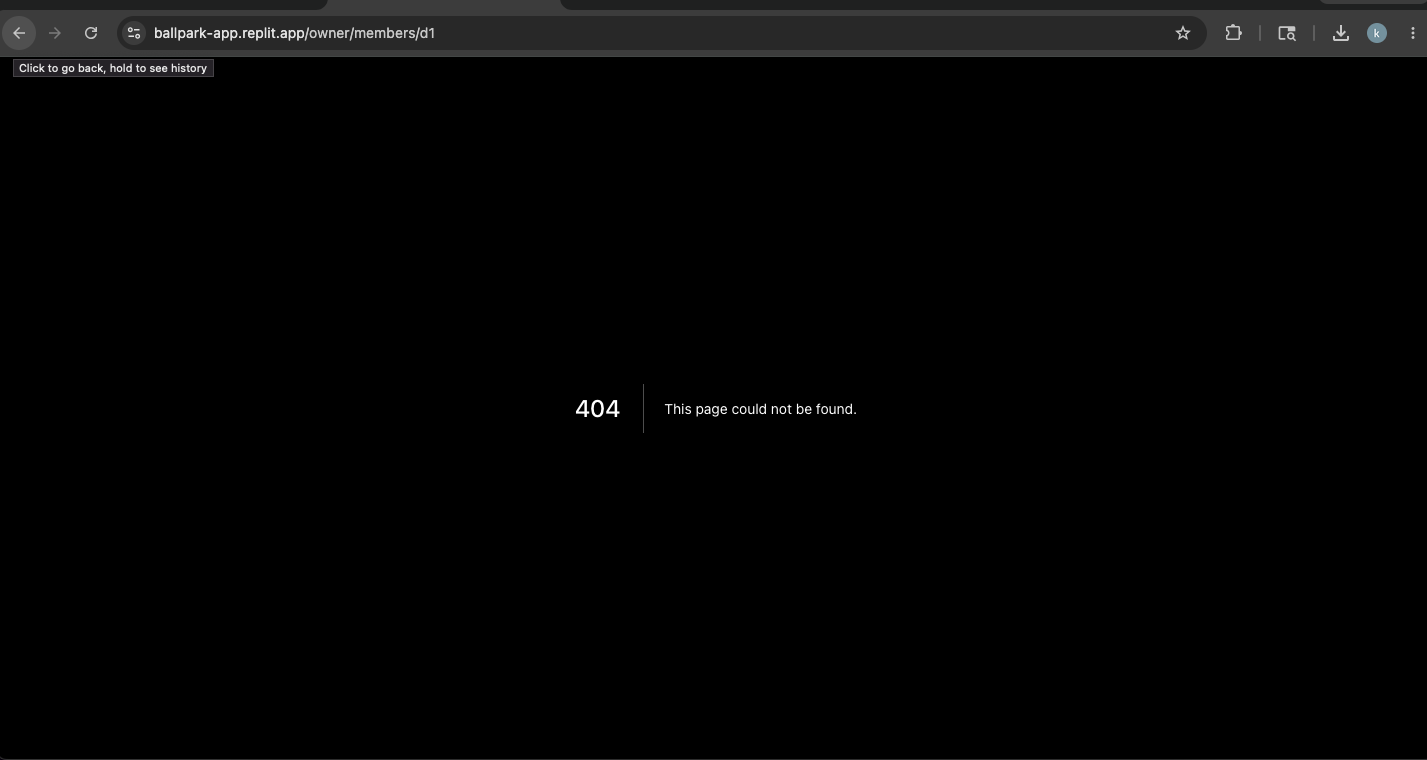 ballpark-app.replit.app/owner/members/d1
k
Click to go back, hold to see history
404
This page could not be found.